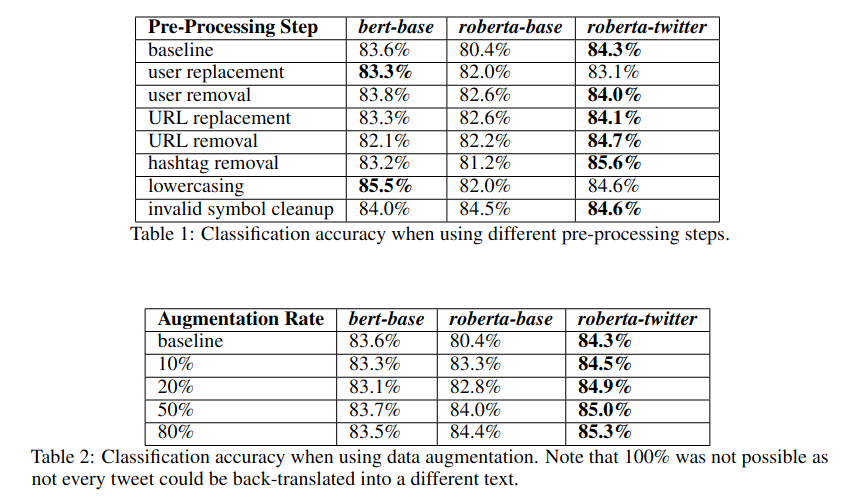 Pre-Processing Step bert-base roberta-base roberta-twitter
baseline 83.6% 80.4% 84.3%
user replacement 83.3% 82.0% 83.1%
user removal 83.8% 82.6% 84.0%
URL replacement 83.3% 82.6% 84.1%
URL removal 82.1% 82.2% 84.7%
hashtag removal 83.2% 81.2% 85.6%
lowercasing 85.5% 82.0% 84.6%
invalid symbol cleanup 84.0% 84.5% 84.6%
Table 1: Classification accuracy when using different pre-processing steps.
Augmentation Rate bert-base roberta-base roberta-twitter
baseline 83.6% 80.4% 84.3%
10% 83.3% 83.3% 84.5%
20% 83.1% 82.8% 84.9%
50% 83.7% 84.0% 85.0%
80% 83.5% 84.4% 85.3%
Table 2: Classification accuracy when using data augmentation. Note that 100% was not possible as
not every tweet could be back-translated into a different text.